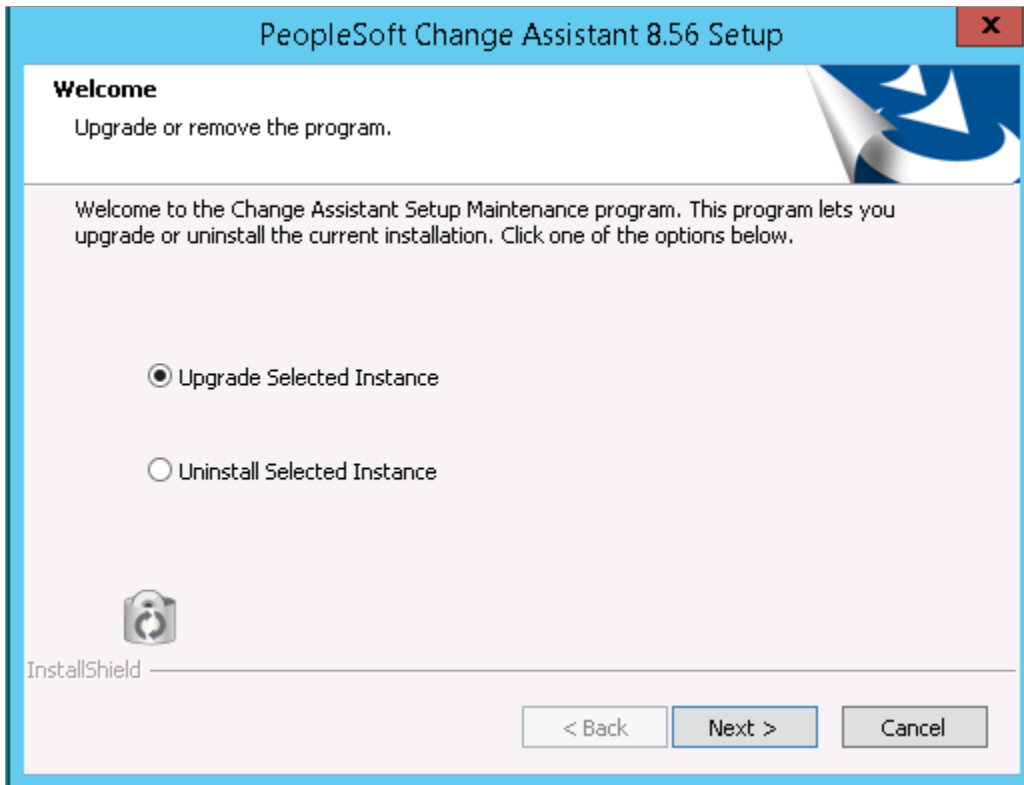 PeopleSoft Change Assistant 8.56 Setup
x
Welcome
Upgrade or remove the program.
Welcome to the Change Assistant Setup Maintenance program. This program lets you
upgrade or uninstall the current installation. Click one of the options below.
Upgrade Selected Instance
Uninstall Selected Instance
InstallShield
< Back
Next >
Cancel